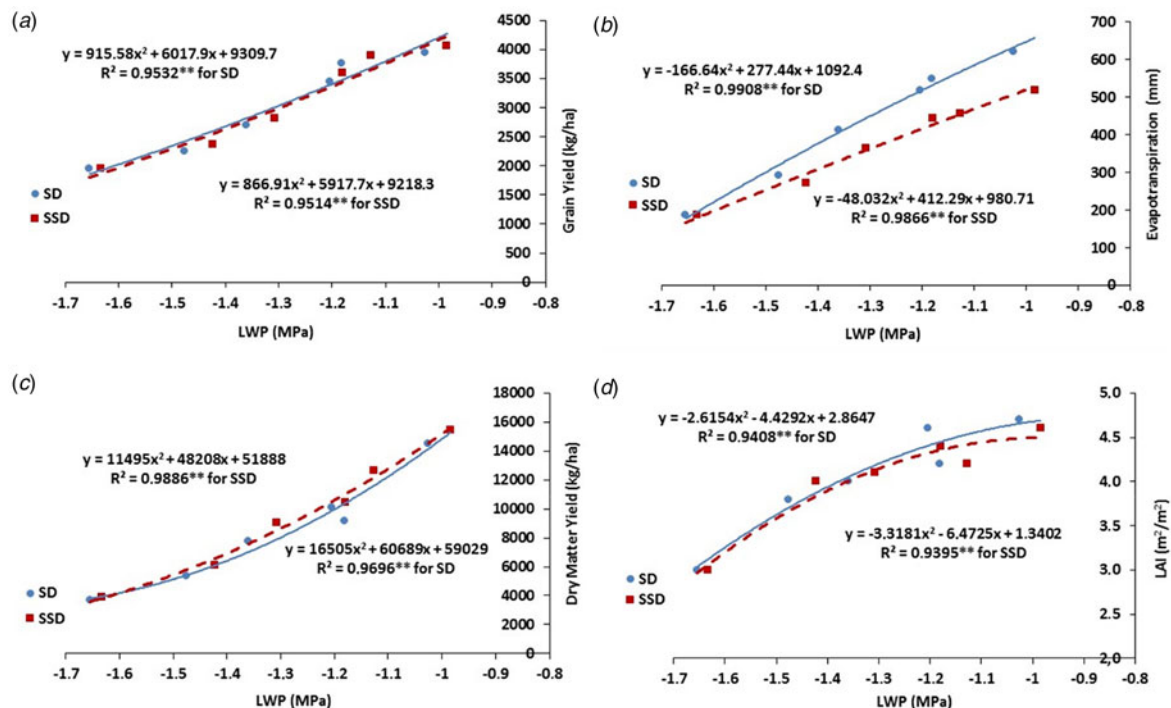 (a)
y = 915.58x² + 6017.9x + 9309.7
R² = 0.9532** for SD
y = 866.91x² + 5917.7x + 9218.3
R² = 0.9514** for SSD
SD
SSD
4500
4000
3500
3000
2500
2000
1500
1000
500
0
Grain Yield (kg/ha)
-1.7 -1.6 -1.5 -1.4 -1.3 -1.2 -1.1 -1 -0.9 -0.8
LWP (MPa)
(b)
y = -166.64x² + 277.44x + 1092.4
R² = 0.9908** for SD
y = -48.032x² + 412.29x + 980.71
R² = 0.9866** for SSD
SD
SSD
700
600
500
400
300
200
100
0
Evapotranspiration (mm)
-1.7 -1.6 -1.5 -1.4 -1.3 -1.2 -1.1 -1 -0.9 -0.8
LWP (MPa)
(c)
y = 11495x² + 48208x + 51888
R² = 0.9886** for SSD
y = 16505x² + 60689x + 59029
R² = 0.9696** for SD
SD
SSD
18000
16000
14000
12000
10000
8000
6000
4000
2000
0
Dry Matter Yield (kg/ha)
-1.7 -1.6 -1.5 -1.4 -1.3 -1.2 -1.1 -1 -0.9 -0.8
LWP (MPa)
(d)
y = -2.6154x² - 4.4292x + 2.8647
R² = 0.9408** for SD
y = -3.3181x² - 6.4725x + 1.3402
R² = 0.9395** for SSD
SD
SSD
5,0
4.5
4.0
3.5
3.0
2.5
2,0
LAI (m²/m²)
-1.7 -1.6 -1.5 -1.4 -1.3 -1.2 -1.1 -1 -0.9 -0.8
LWP (MPa)